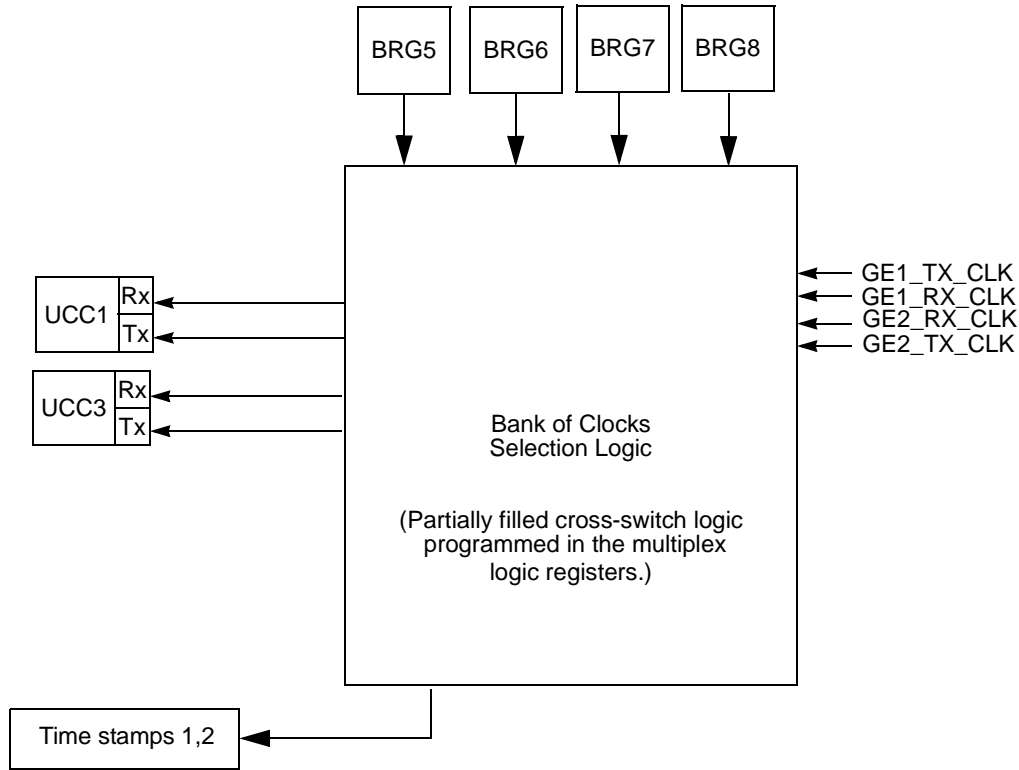 BRG5
BRG6
BRG7
BRG8
GE1_TX_CLK
GE1_RX_CLK
GE2_RX_CLK
GE2_TX_CLK
UCC1
Rx
Tx
UCC3
Rx
Tx
Bank of Clocks
Selection Logic
(Partially filled cross-switch logic
programmed in the multiplex
logic registers.)
Time stamps 1,2